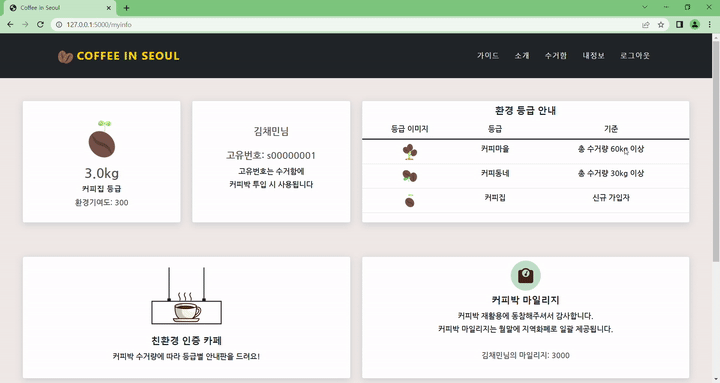 Coffee In Seoul
127.0.0.1:5000/myinfo
COFFEE IN SEOUL
가이드 소개 수거함 내정보 로그아웃
3.0kg
커피집 등급
환경기여도: 300
김채민님
고유번호: s00000001
고유번호는 수거함에
커피박 투입 시 사용됩니다
환경 등급 안내
등급 이미지 등급 기준
커피마을 총 수거량 60kg 이상
커피동네 총 수거량 30kg 이상
커피집 신규 가입자
친환경 인증 카페
커피박 수거량에 따라 등급별 안내판을 드려요!
커피박 마일리지
커피박 재활용에 동참해주셔서 감사합니다.
커피박 마일리지는 월말에 지역화폐로 일괄 제공됩니다.
김채민님의 마일리지: 3000